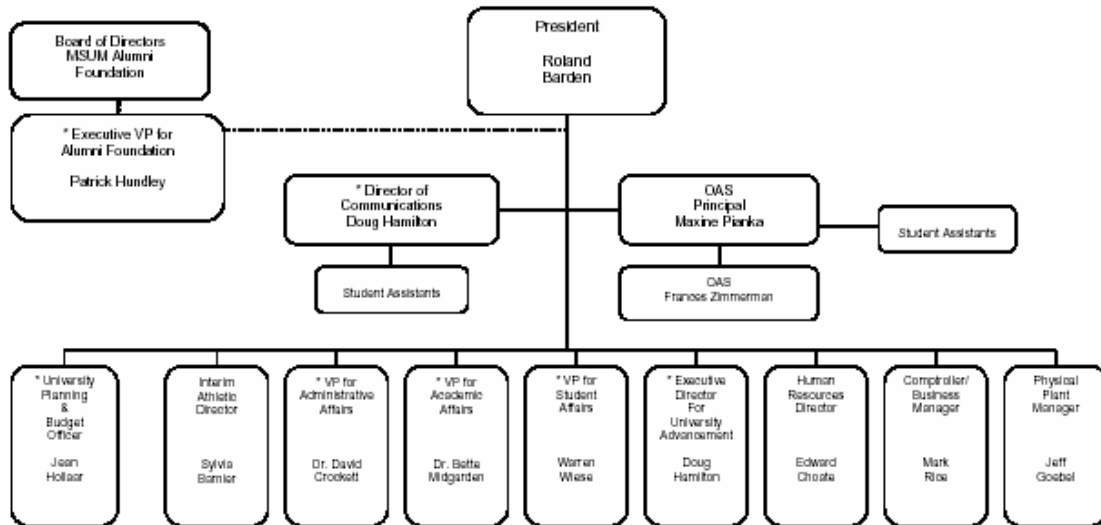 Board of Directors
MSUM Alumni
Foundation
President
Roland
Barden
* Executive VP for
Alumni Foundation
Patrick Hundley
* Director of
Communications
Doug Hamilton
OAS
Principal
Maxine Pianka
Student Assistants
Student Assistants
OAS
Frances Zimmerman
* University
Planning
&
Budget
Officer
Jean
Hollaar
Interim
Athletic
Director
Sylvia
Barnier
* VP for
Administrative
Affairs
Dr. David
Crockett
* VP for
Academic
Affairs
Dr. Bette
Midgarden
* VP for
Student
Affairs
Warren
Wiese
* Executive
Director
For
University
Advancement
Doug
Hamilton
Human
Resources
Director
Edward
Choate
Comptroller/
Business
Manager
Mark
Rice
Physical
Plant
Manager
Jeff
Goebel